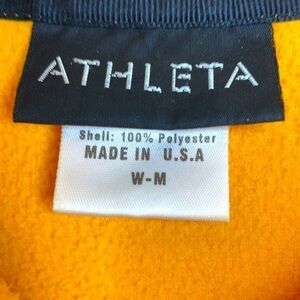 ATHLETA
Shell: 100% Polyester
MADE IN U.S.A
W-M